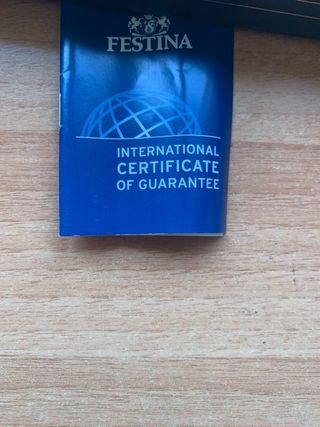 FESTINA
INTERNATIONAL
CERTIFICATE
OF GUARANTEE